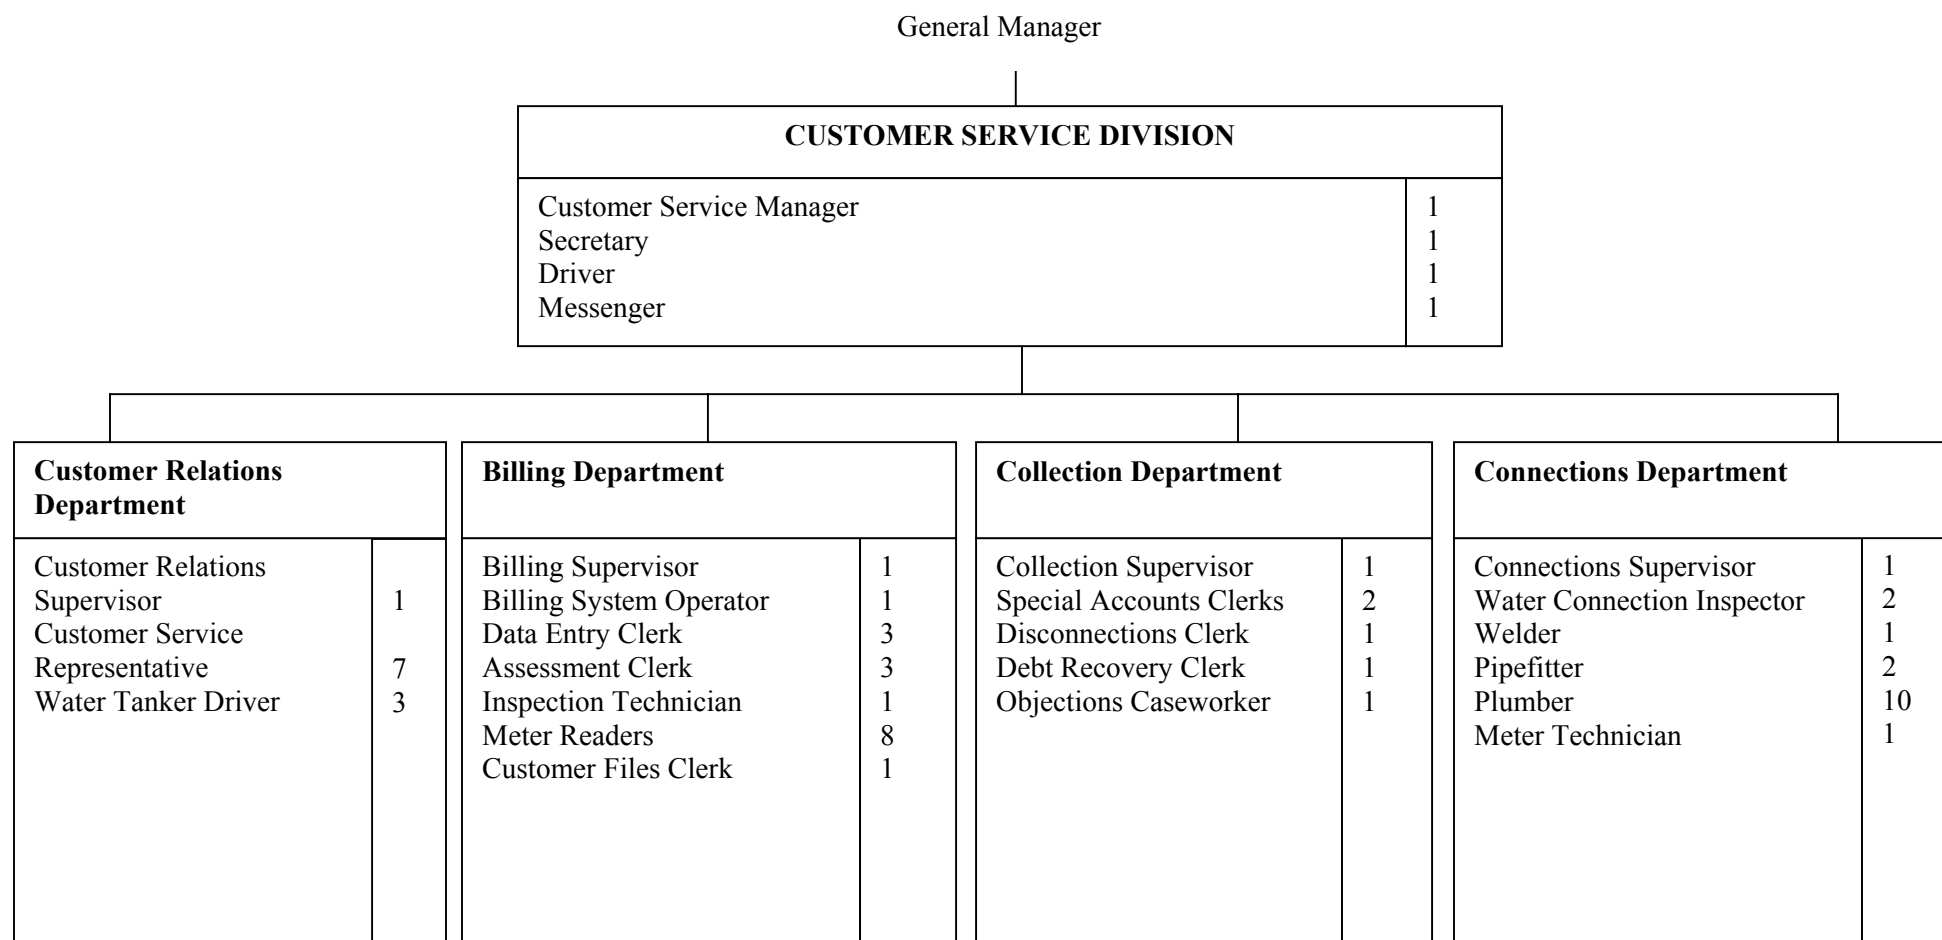 General Manager
CUSTOMER SERVICE DIVISION
Customer Service Manager 1
Secretary 1
Driver 1
Messenger 1
Customer Relations
Department
Customer Relations
Supervisor 1
Customer Service
Representative 7
Water Tanker Driver 3
Billing Department
Billing Supervisor 1
Billing System Operator 1
Data Entry Clerk 3
Assessment Clerk 3
Inspection Technician 1
Meter Readers 8
Customer Files Clerk 1
Collection Department
Collection Supervisor 1
Special Accounts Clerks 2
Disconnections Clerk 1
Debt Recovery Clerk 1
Objections Caseworker 1
Connections Department
Connections Supervisor 1
Water Connection Inspector 2
Welder 1
Pipefitter 2
Plumber 10
Meter Technician 1